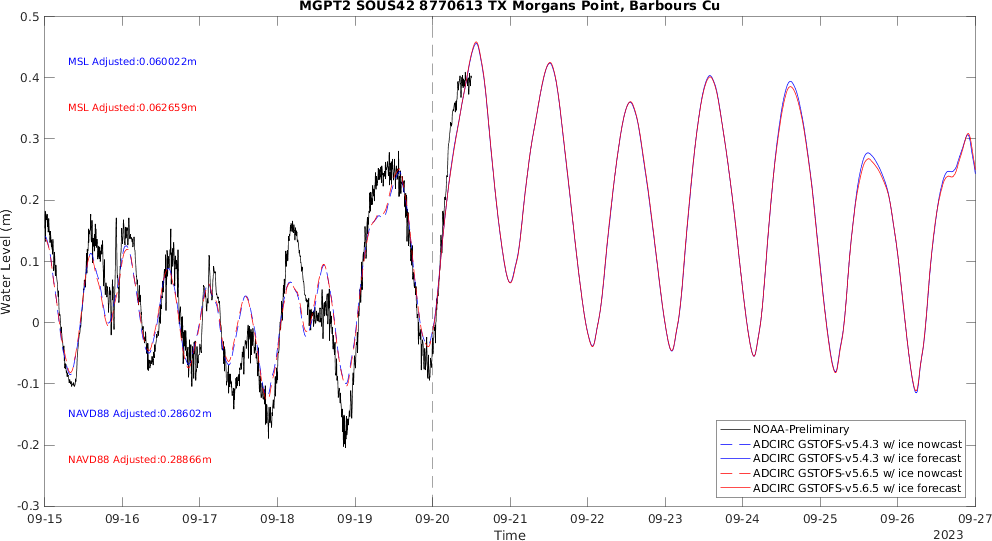 MGPT2 SOUS42 8770613 TX Morgans Point, Barbours Cu
0.5
0.4
0.3
0.2
0.1
0
-0.1
-0.2
-0.3
Water Level (m)
MSL Adjusted:0.060022m
MSL Adjusted:0.062659m
NAVD88 Adjusted:0.28602m
NAVD88 Adjusted:0.28866m
NOAA-Preliminary
ADCIRC GSTOFS-v5.4.3 w/ ice nowcast
ADCIRC GSTOFS-v5.4.3 w/ ice forecast
ADCIRC GSTOFS-v5.6.5 w/ ice nowcast
ADCIRC GSTOFS-v5.6.5 w/ ice forecast
09-15 09-16 09-17 09-18 09-19 09-20 09-21 09-22 09-23 09-24 09-25 09-26 09-27
Time
2023